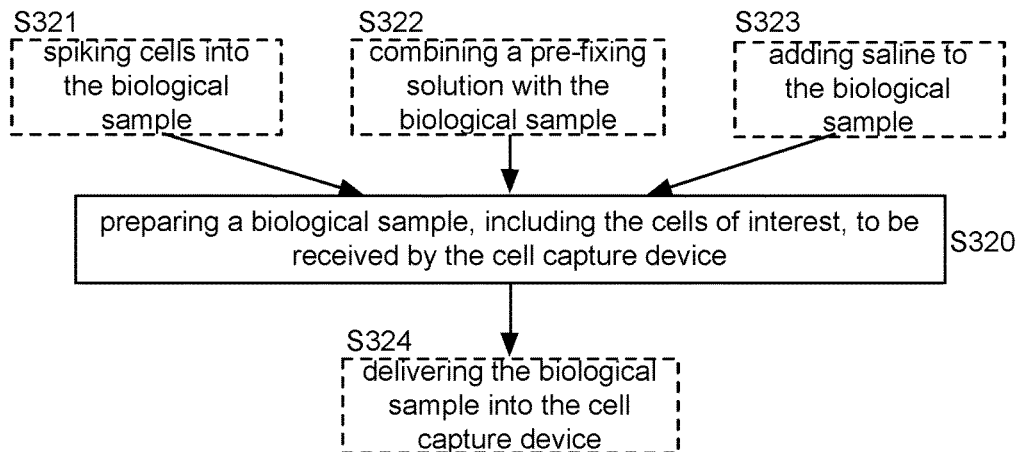 S321
spiking cells into
the biological
sample
S322
combining a pre-fixing
solution with the
biological sample
S323
adding saline to
the biological
sample
preparing a biological sample, including the cells of interest, to be
received by the cell capture device
S320
S324
delivering the biological
sample into the cell
capture device